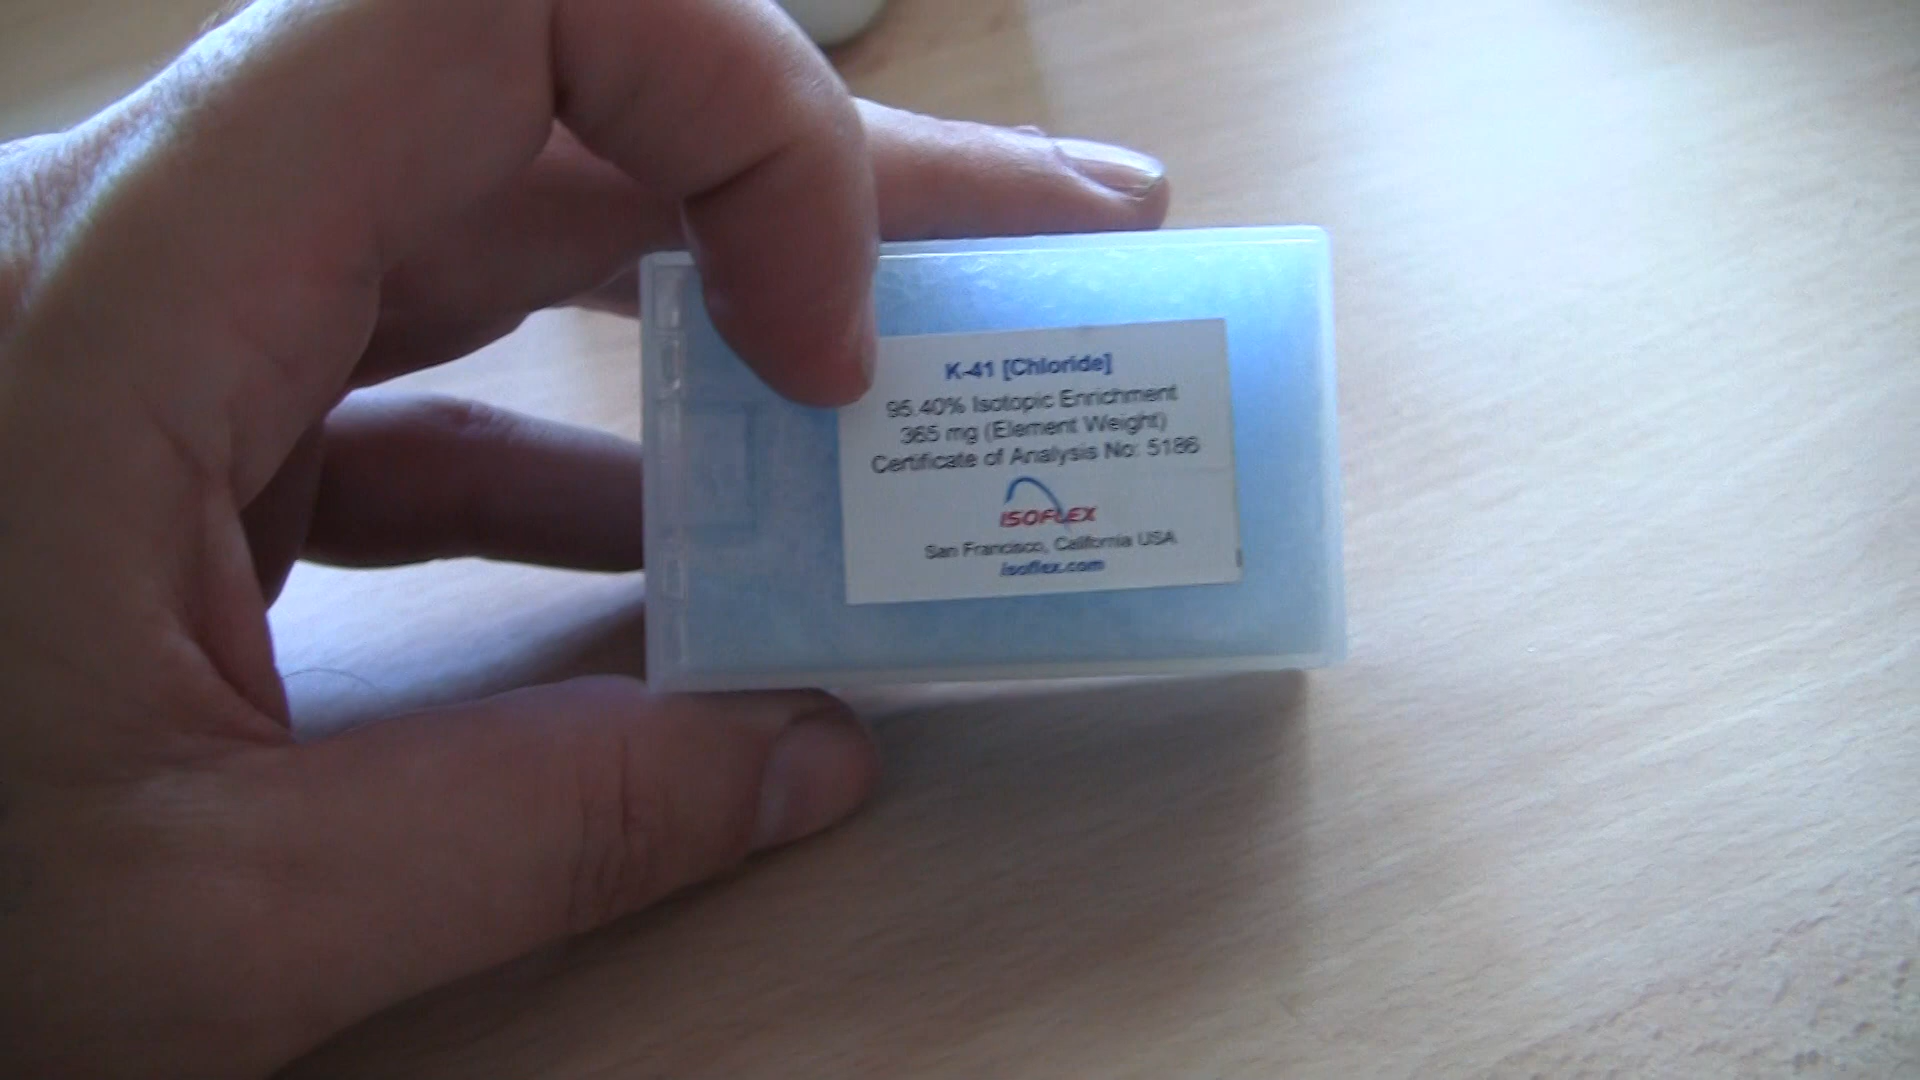 K-41 [Chloride]
95.40% Isotopic Enrichment
365 mg (Element Weight)
Certificate of Analysis No: 5186
ISOFLEX
San Francisco, California USA
isoflex.com